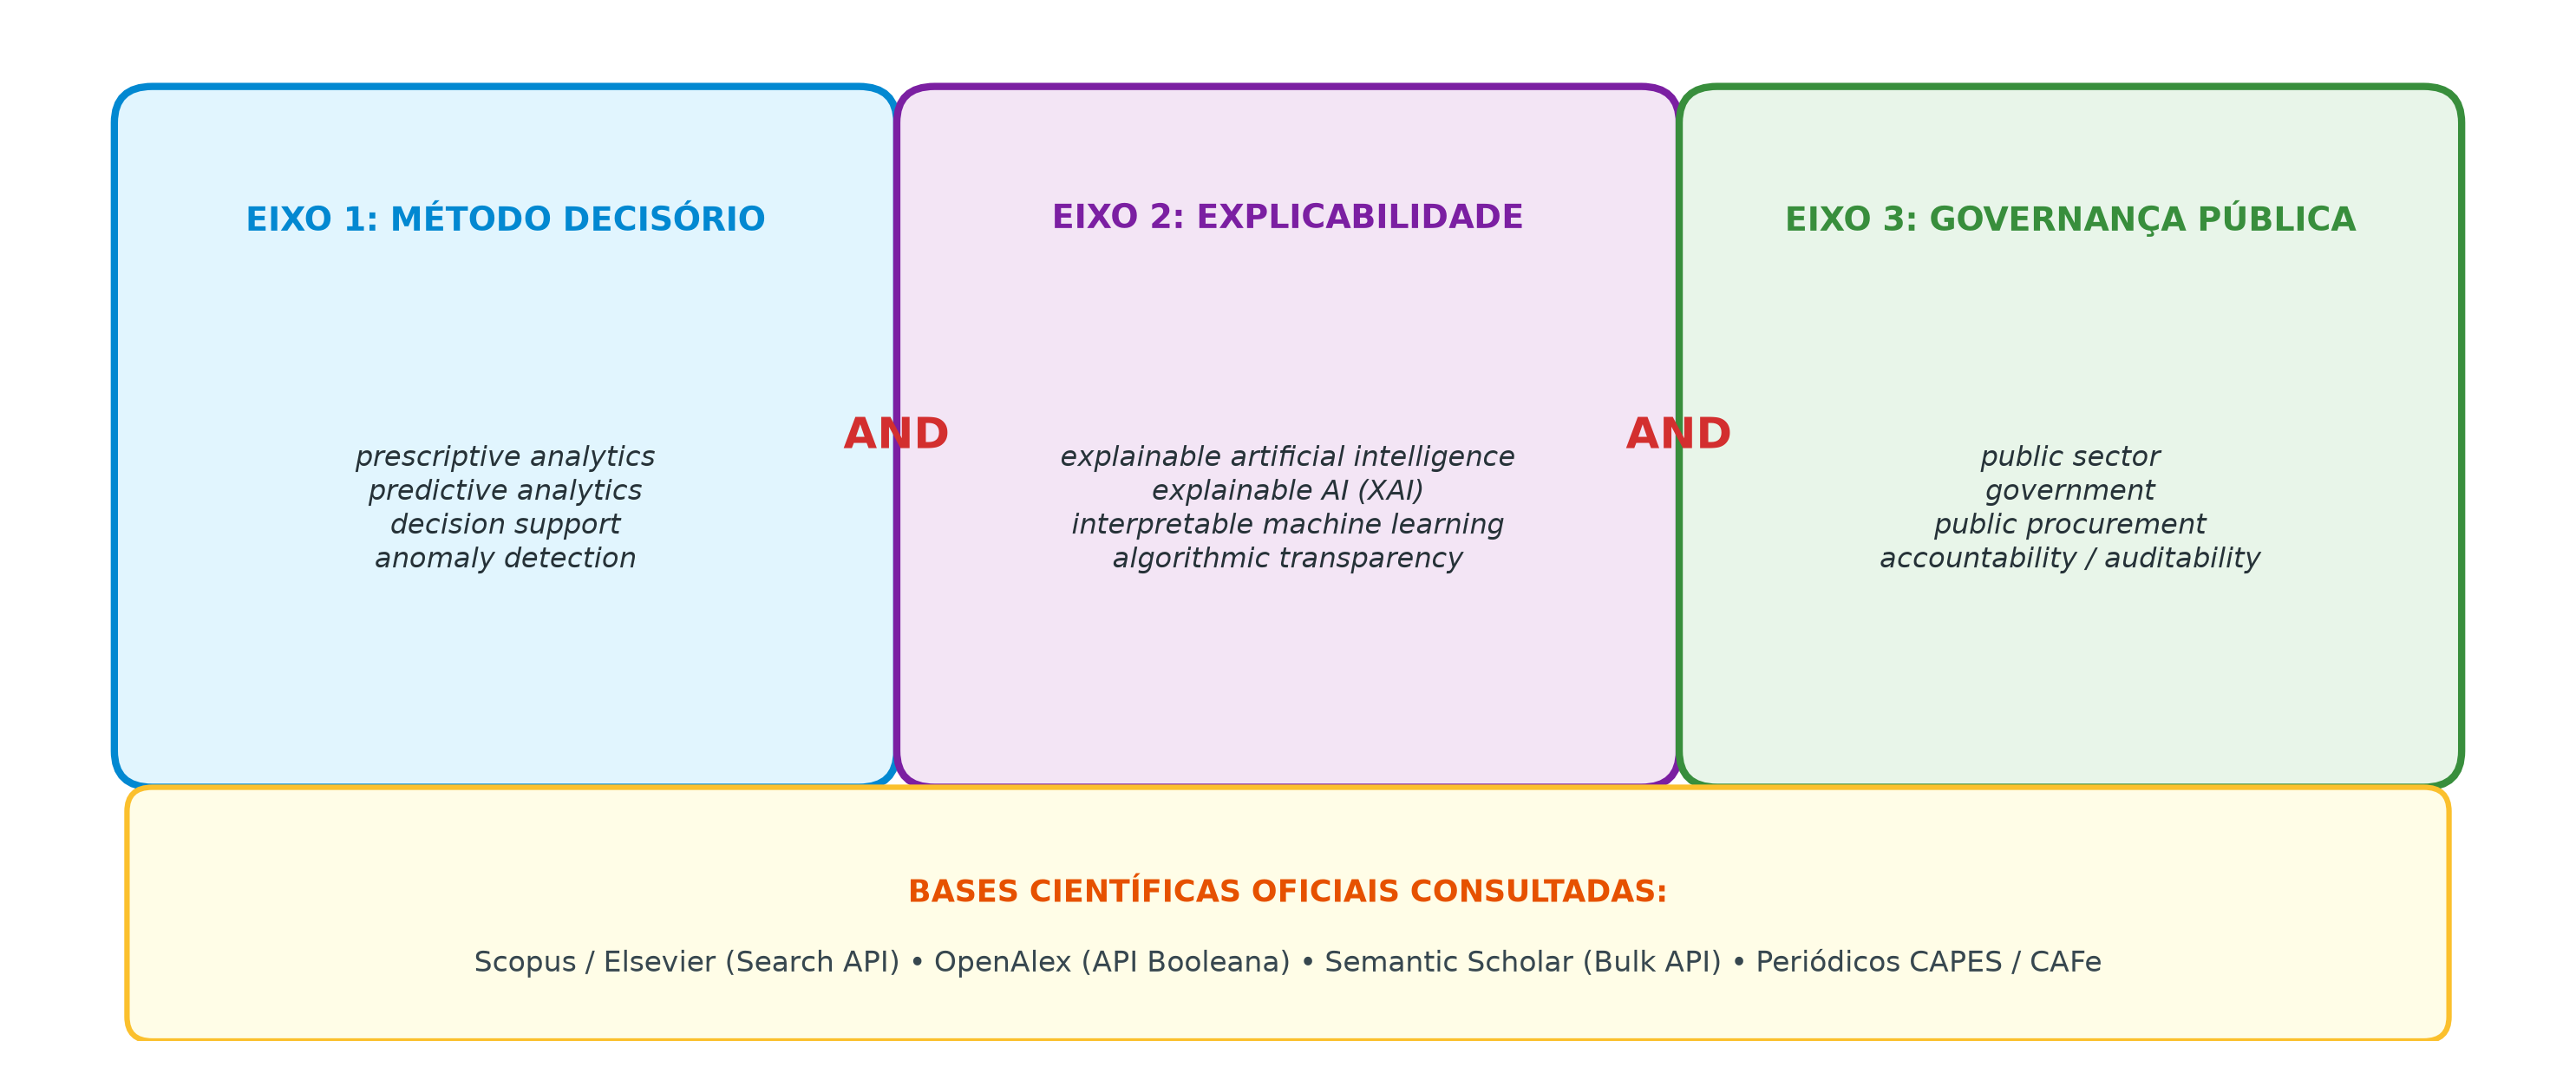 EIXO 1: MÉTODO DECISÓRIO
prescriptive analytics
predictive analytics
decision support
anomaly detection
AND
EIXO 2: EXPLICABILIDADE
explainable artificial intelligence
explainable AI (XAI)
interpretable machine learning
algorithmic transparency
AND
EIXO 3: GOVERNANÇA PÚBLICA
public sector
government
public procurement
accountability / auditability
BASES CIENTÍFICAS OFICIAIS CONSULTADAS:
Scopus / Elsevier (Search API) • OpenAlex (API Booleana) • Semantic Scholar (Bulk API) • Periódicos CAPES / CAFe